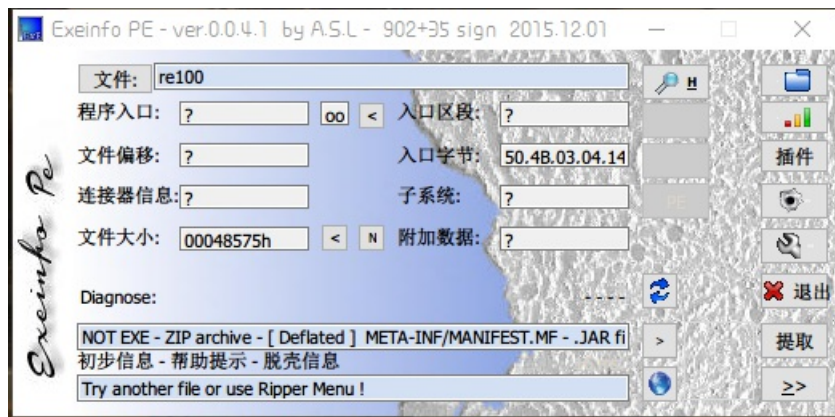 Exeinfo PE - ver.0.0.4.1 by A.S.L - 902+35 sign 2015.12.01
文件: re100 H
程序入口: ? oo < 入口区段: ?
文件偏移: ? 入口字节: 50.4B.03.04.14 插件
连接器信息: ? 子系统: ? PE
文件大小: 00048575h < N 附加数据: ?
Diagnose: ---- 退出
NOT EXE - ZIP archive - [ Deflated ] META-INF/MANIFEST.MF - .JAR fi > 提取
初步信息 - 帮助提示 - 脱壳信息
Try another file or use Ripper Menu ! >>
Exeinfo Pe